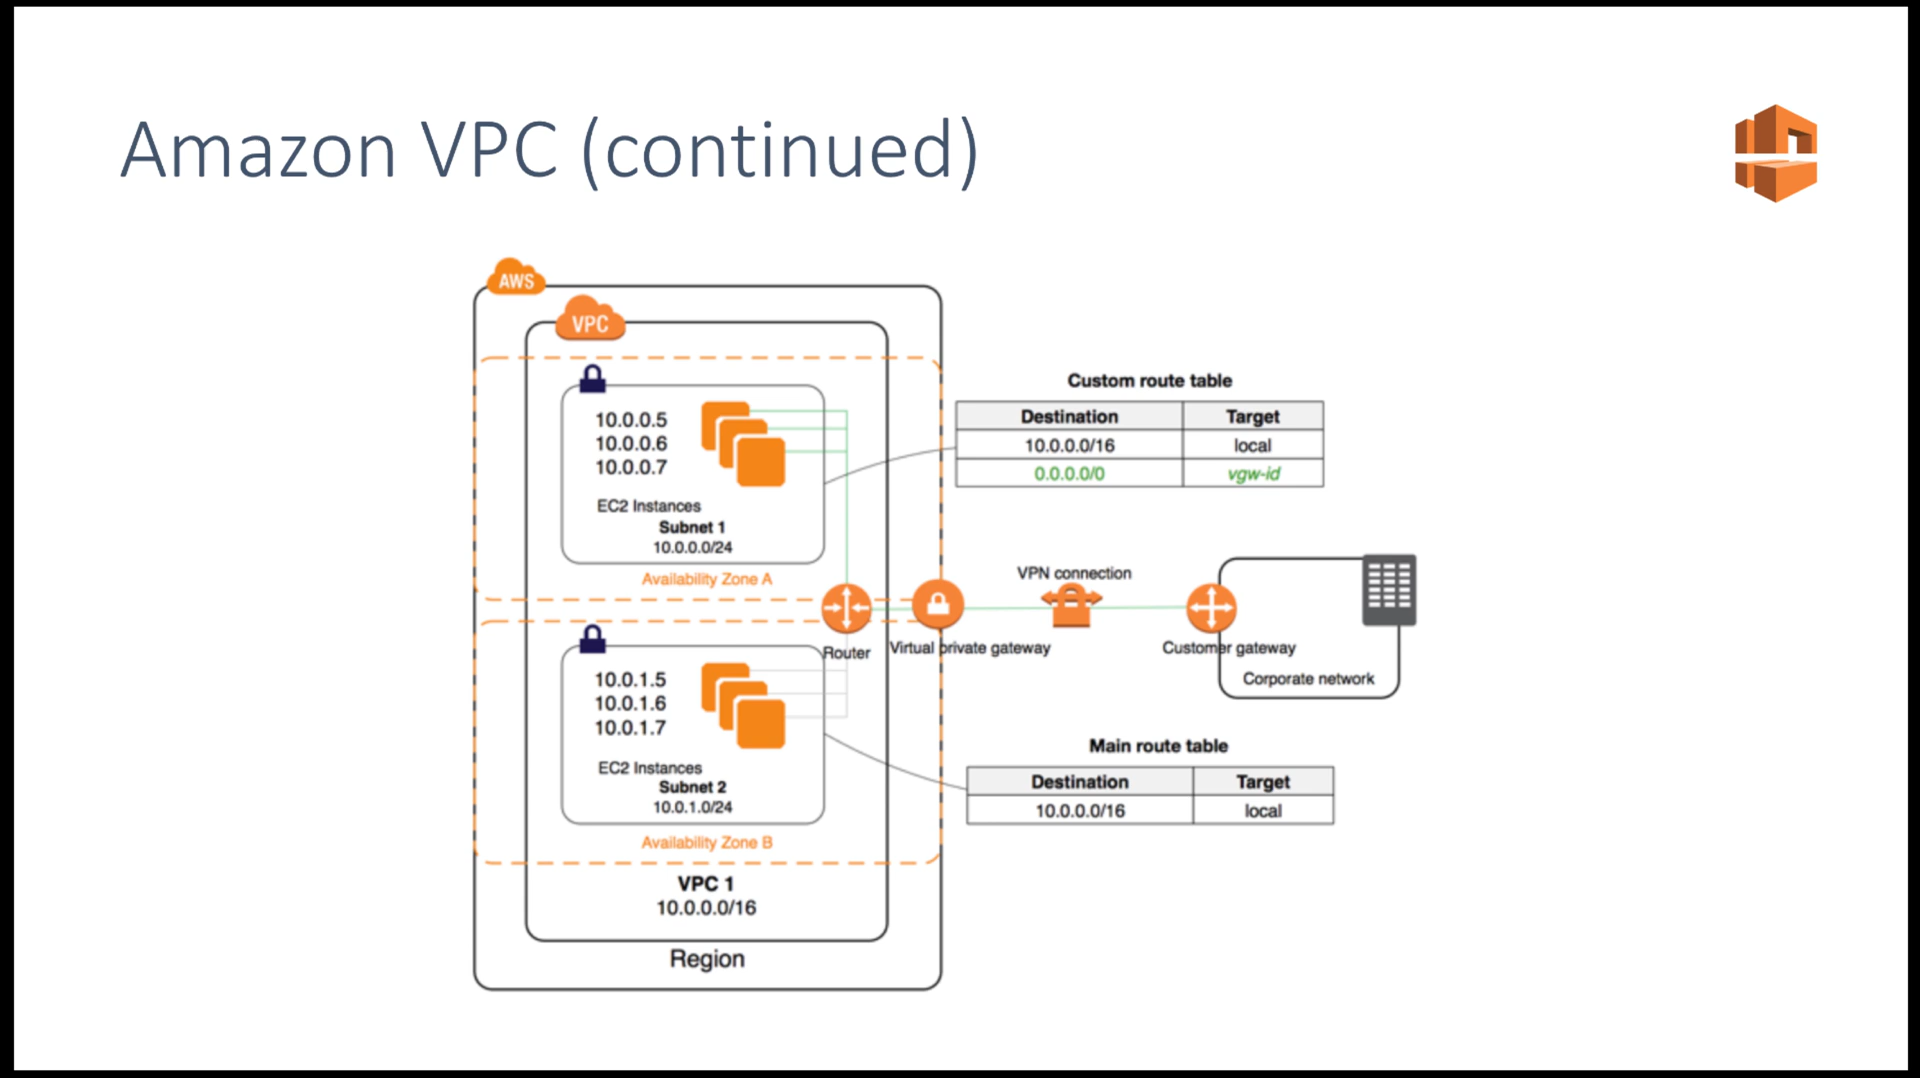 Amazon VPC (continued)
AWS
VPC
10.0.0.5
10.0.0.6
10.0.0.7
EC2 Instances
Subnet 1
10.0.0.0/24
Availability Zone A
Custom route table
Destination Target
10.0.0.0/16 local
0.0.0.0/0 vgw-id
Router
Virtual private gateway
VPN connection
Customer gateway
Corporate network
10.0.1.5
10.0.1.6
10.0.1.7
EC2 Instances
Subnet 2
10.0.1.0/24
Availability Zone B
Main route table
Destination Target
10.0.0.0/16 local
VPC 1
10.0.0.0/16
Region